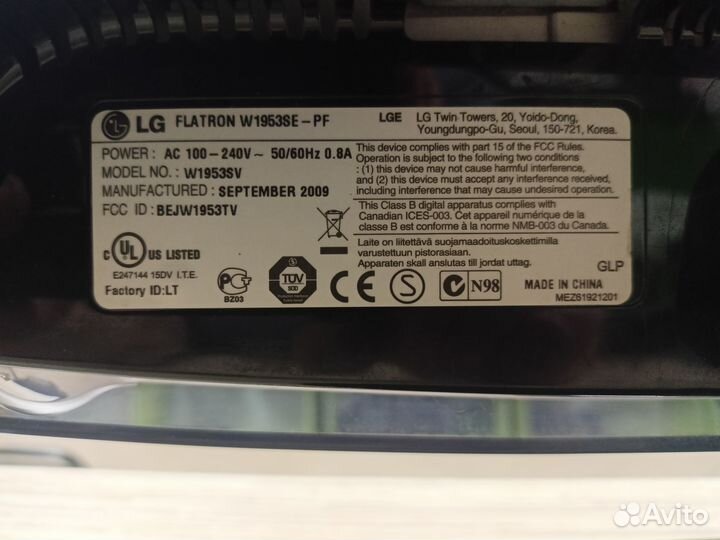 LG FLATRON W1953SE-PF
LGE LG Twin Towers, 20, Yoido-Dong,
Youngdungpo-Gu, Seoul, 150-721, Korea.
POWER : AC 100-240V~ 50/60Hz 0.8A
MODEL NO. : W1953SV
MANUFACTURED : SEPTEMBER 2009
FCC ID : BEJW1953TV
This device complies with part 15 of the FCC Rules.
Operation is subject to the following two conditions
: (1) this device may not cause harmful interference,
and (2) this device must accept any interference received,
including interference that may cause undesired operation.
This Class B digital apparatus complies with
Canadian ICES-003. Cet appareil numérique de la
classe B est conforme à la norme NMB-003 du Canada.
Laite on liitettävä suojamaadoituskoskettimilla
varustettuun pistorasiaan.
Apparaten skall anslutas till jordat uttag.
c UL US LISTED
E247144 15DV I.T.E.
Factory ID:LT
BZ03
TÜV
CE
S
N98
GLP
MADE IN CHINA
MEZ61921201
Avito